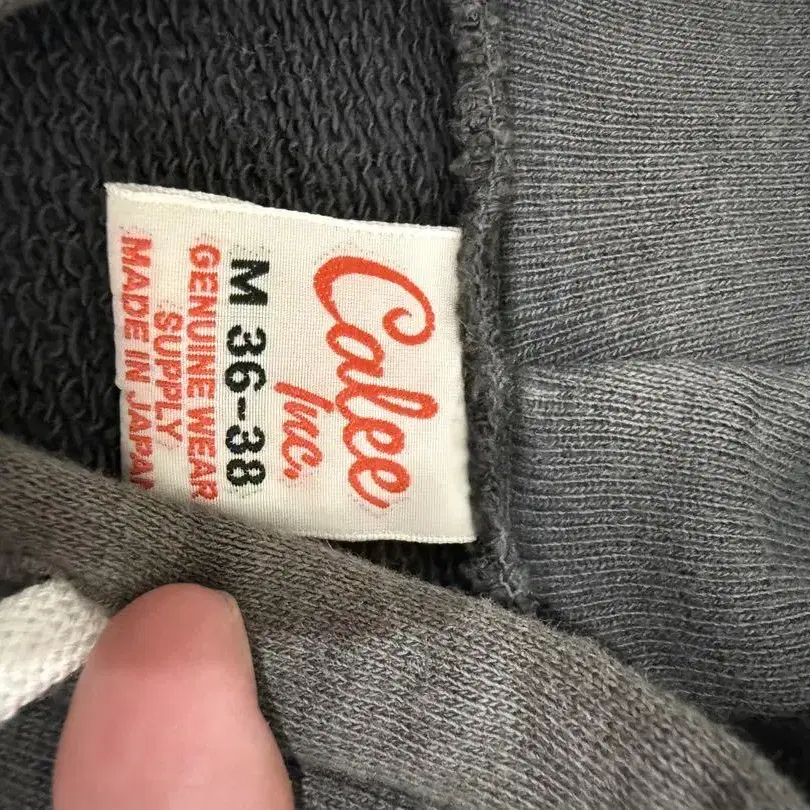 Calee
Inc.
M 36-38
GENUINE WEAR
SUPPLY
MADE IN JAPAN